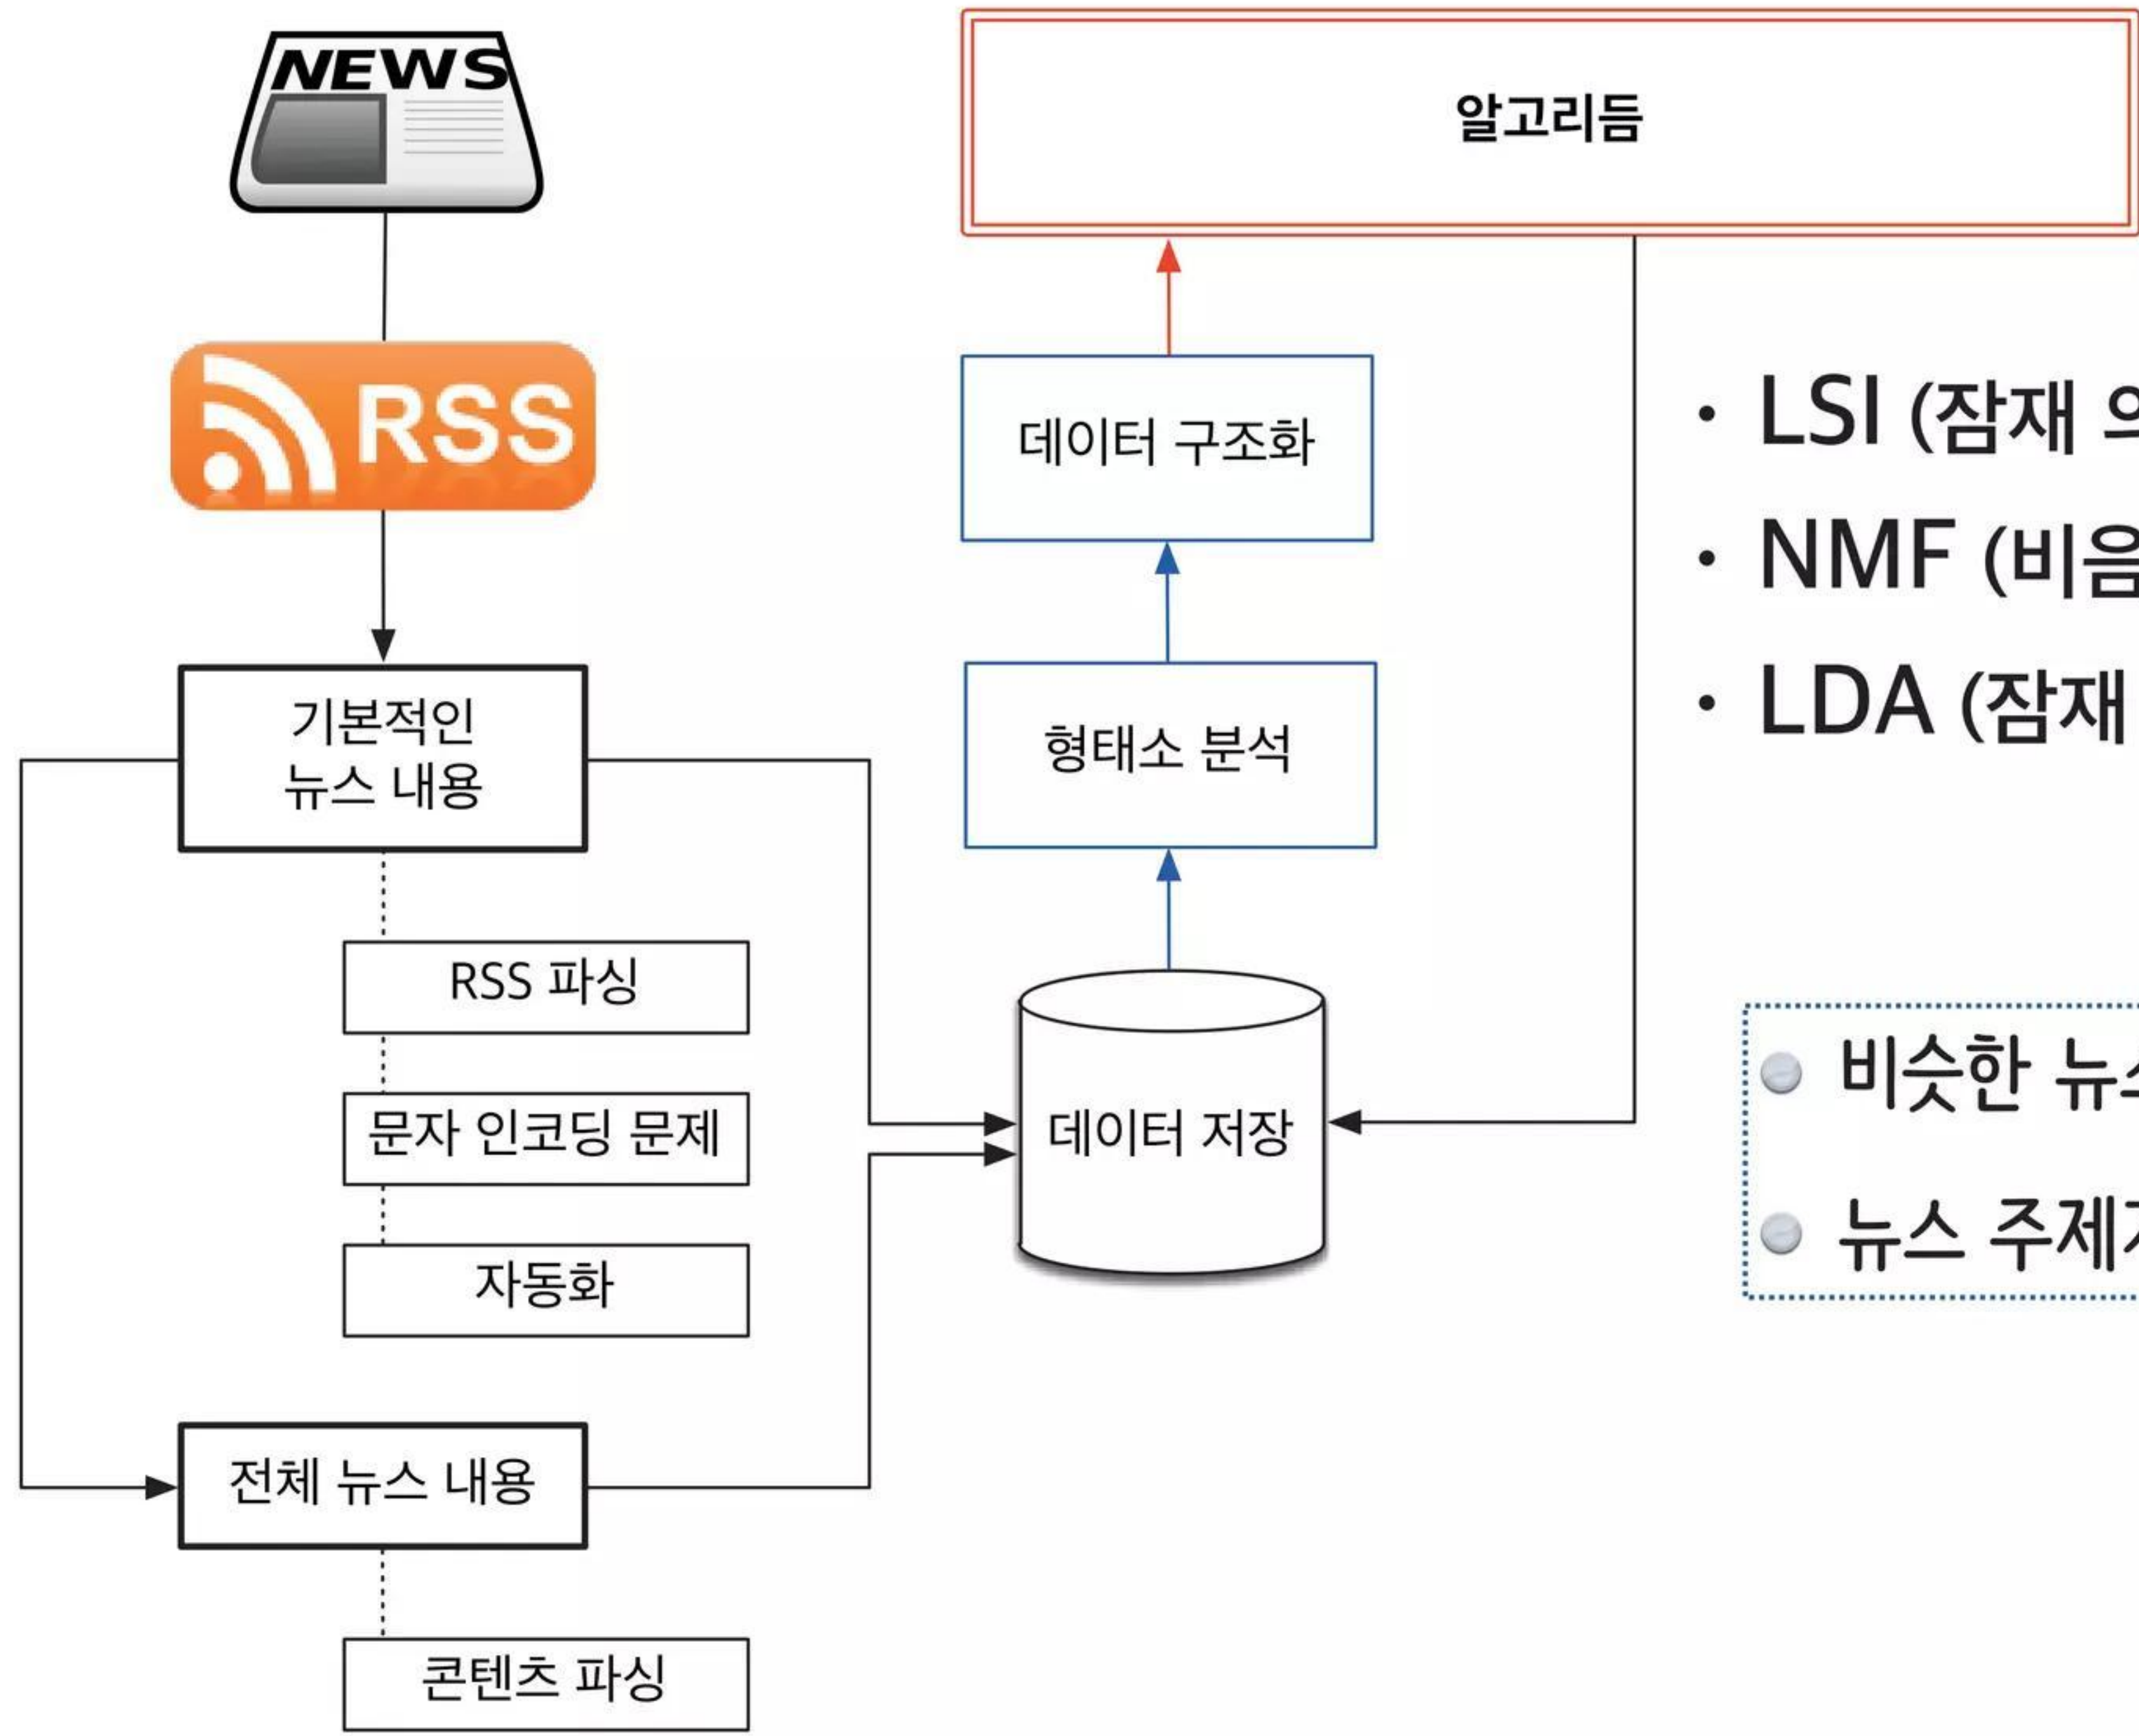 NEWS
RSS
기본적인
뉴스 내용
RSS 파싱
문자 인코딩 문제
자동화
전체 뉴스 내용
콘텐츠 파싱
알고리듬
데이터 구조화
형태소 분석
데이터 저장
• LSI (잠재
• NMF (비음
• LDA (잠재
비슷한
뉴스